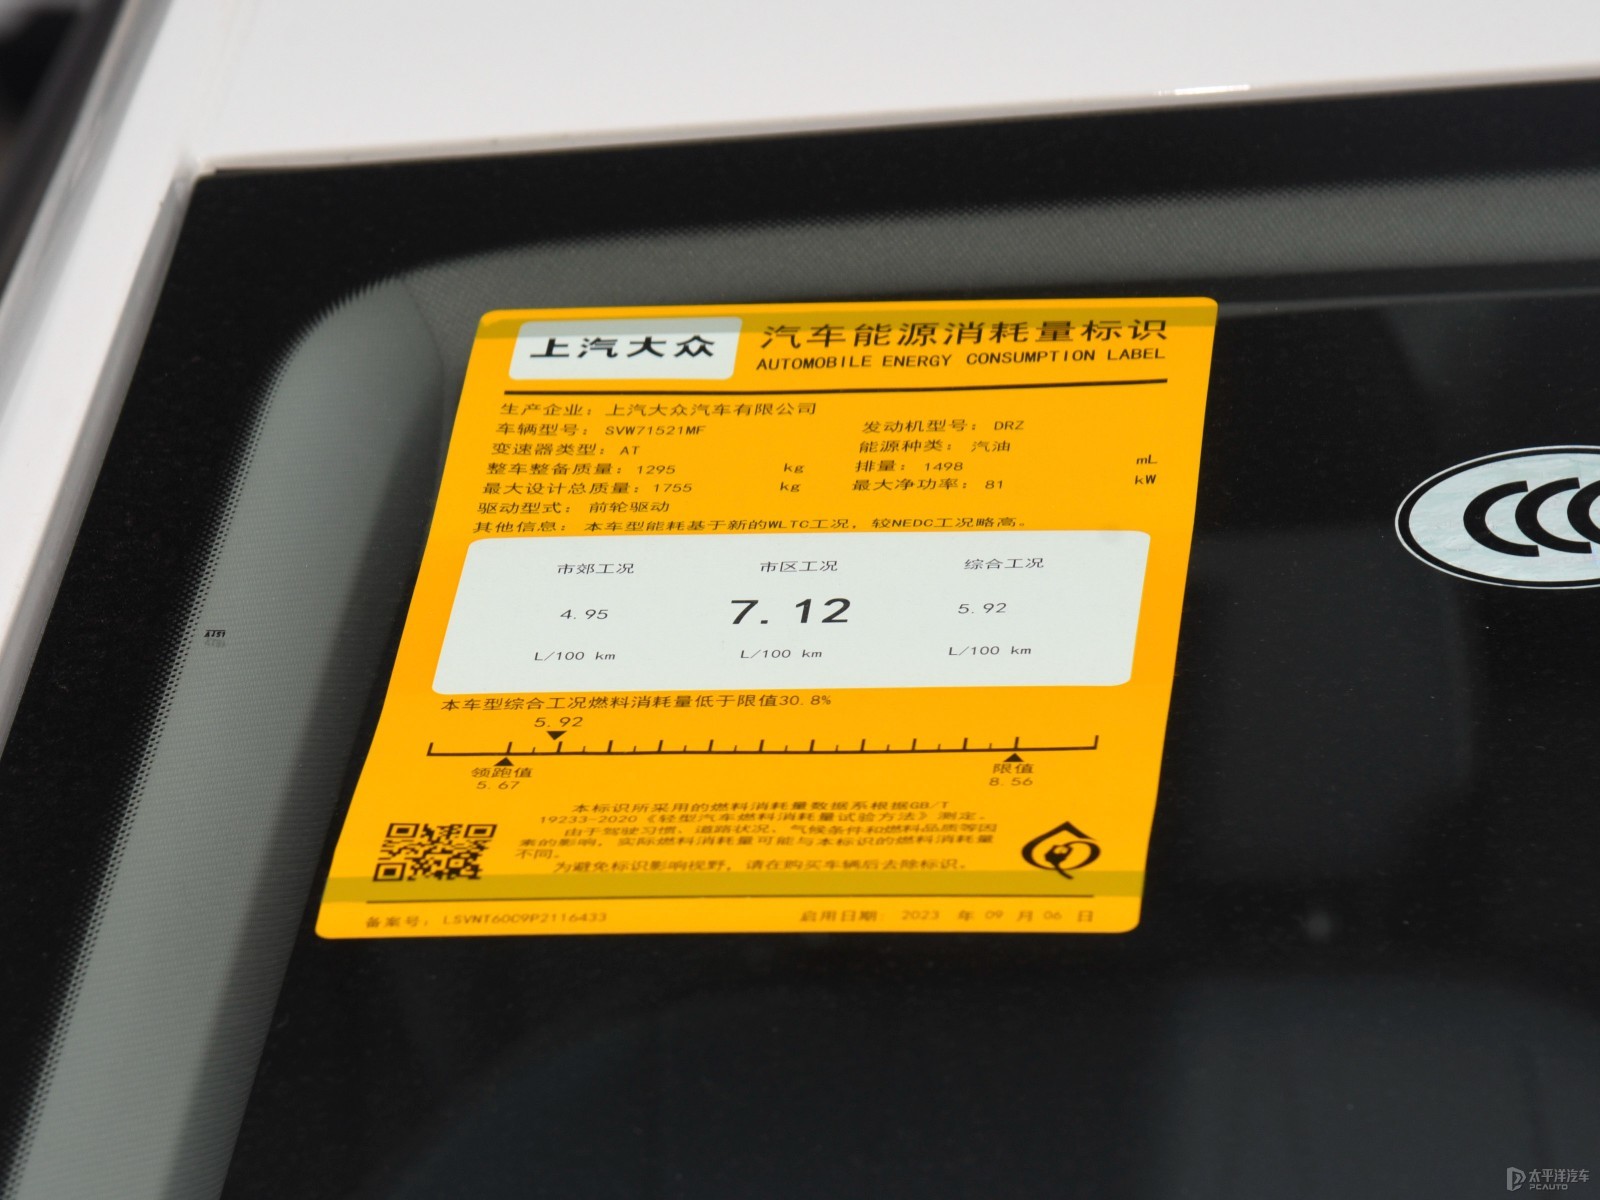 上汽大众
汽车能源消耗量标识
AUTOMOBILE ENERGY CONSUMPTION LABEL
生产企业：上汽大众汽车有限公司
车辆型号：SVW71521MF 发动机型号：DRZ
变速器类型：AT 能源种类：汽油
整车整备质量：1295 kg 排量：1498 mL
最大设计总质量：1755 kg 最大净功率：81 kW
驱动型式：前轮驱动
其他信息：本车型能耗基于新的WLTC工况，较NEDC工况略高。
市郊工况 市区工况 综合工况
4.95 7.12 5.92
L/100 km L/100 km L/100 km
本车型综合工况燃料消耗量低于限值30.8%
5.92
领跑值 限值
5.67 8.56
本标识所采用的燃料消耗量数据系根据GB/T
19233-2020《轻型汽车燃料消耗量试验方法》测定。
由于驾驶习惯、道路状况、气候条件和燃料品质等因
素的影响，实际燃料消耗量可能与本标识的燃料消耗量
不同。
为避免标识影响视野，请在购买车辆后去除标识。
备案号：LSVNT60C9P2116433 启用日期：2023 年 09 月 06 日
CCC
太平洋汽车
PCAUTO